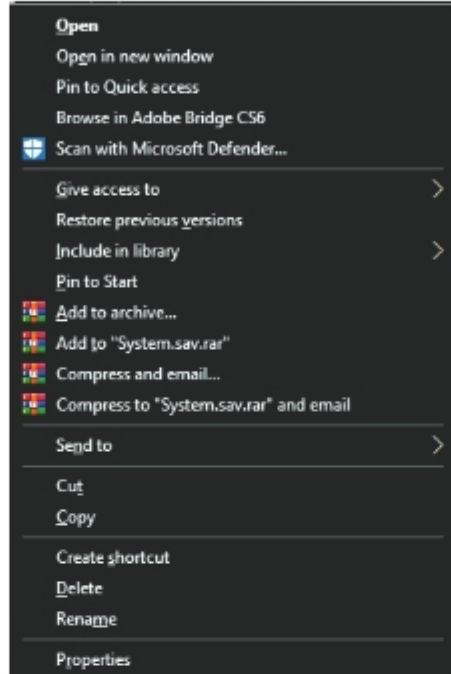 Open
Open in new window
Pin to Quick access
Browse in Adobe Bridge CS6
Scan with Microsoft Defender...
Give access to
Restore previous versions
Include in library
Pin to Start
Add to archive...
Add to "System.sav.rar"
Compress and email...
Compress to "System.sav.rar" and email
Send to
Cut
Copy
Create shortcut
Delete
Rename
Properties